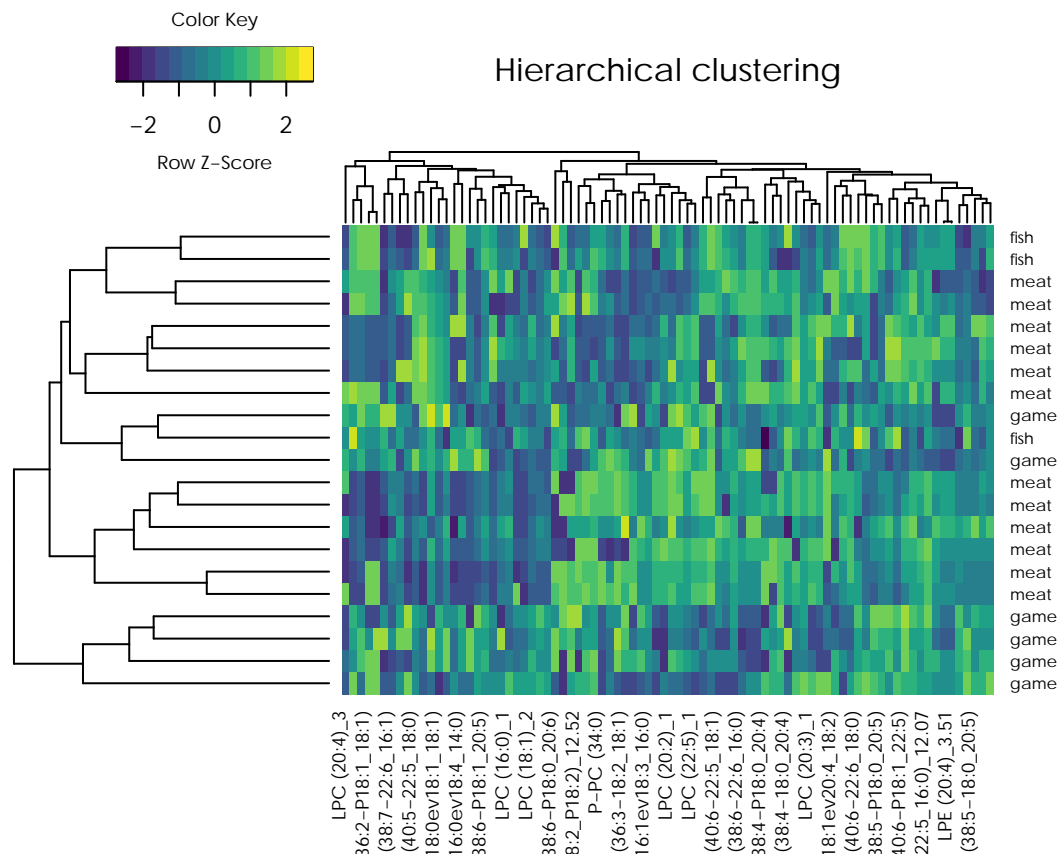 Color Key
−2 0 2
Row Z−Score
Hierarchical clustering
fish
fish
meat
meat
meat
meat
meat
meat
game
fish
game
meat
meat
meat
meat
meat
meat
game
game
game
game
LPC (20:4)_3
36:2−P18:1_18:1)
(38:7−22:6_16:1)
(40:5−22:5_18:0)
18:0ev18:1_18:1)
16:0ev18:4_14:0)
38:6−P18:1_20:5)
LPC (16:0)_1
LPC (18:1)_2
38:6−P18:0_20:6)
8:2_P18:2)_12.52
P−PC (34:0)
(36:3−18:2_18:1)
16:1ev18:3_16:0)
LPC (20:2)_1
LPC (22:5)_1
(40:6−22:5_18:1)
(38:6−22:6_16:0)
38:4−P18:0_20:4)
(38:4−18:0_20:4)
LPC (20:3)_1
18:1ev20:4_18:2)
(40:6−22:6_18:0)
38:5−P18:0_20:5)
40:6−P18:1_22:5)
22:5_16:0)_12.07
LPE (20:4)_3.51
(38:5−18:0_20:5)